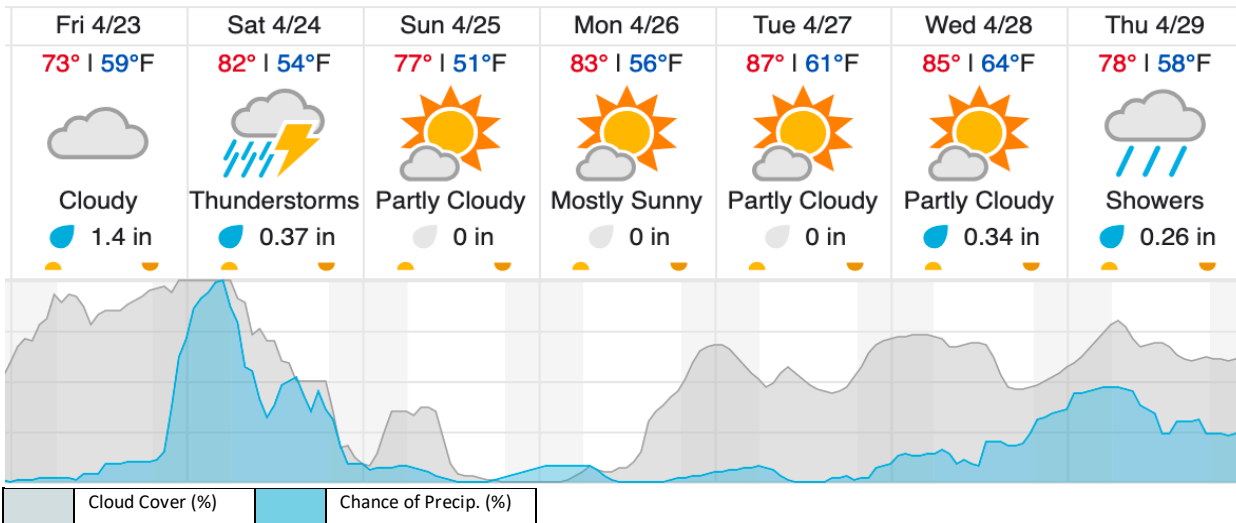 Fri 4/23 Sat 4/24 Sun 4/25 Mon 4/26 Tue 4/27 Wed 4/28 Thu 4/29
73° | 59°F 82° | 54°F 77° | 51°F 83° | 56°F 87° | 61°F 85° | 64°F 78° | 58°F
Cloudy Thunderstorms Partly Cloudy Mostly Sunny Partly Cloudy Partly Cloudy Showers
1.4 in 0.37 in 0 in 0 in 0 in 0.34 in 0.26 in
Cloud Cover (%) Chance of Precip. (%)